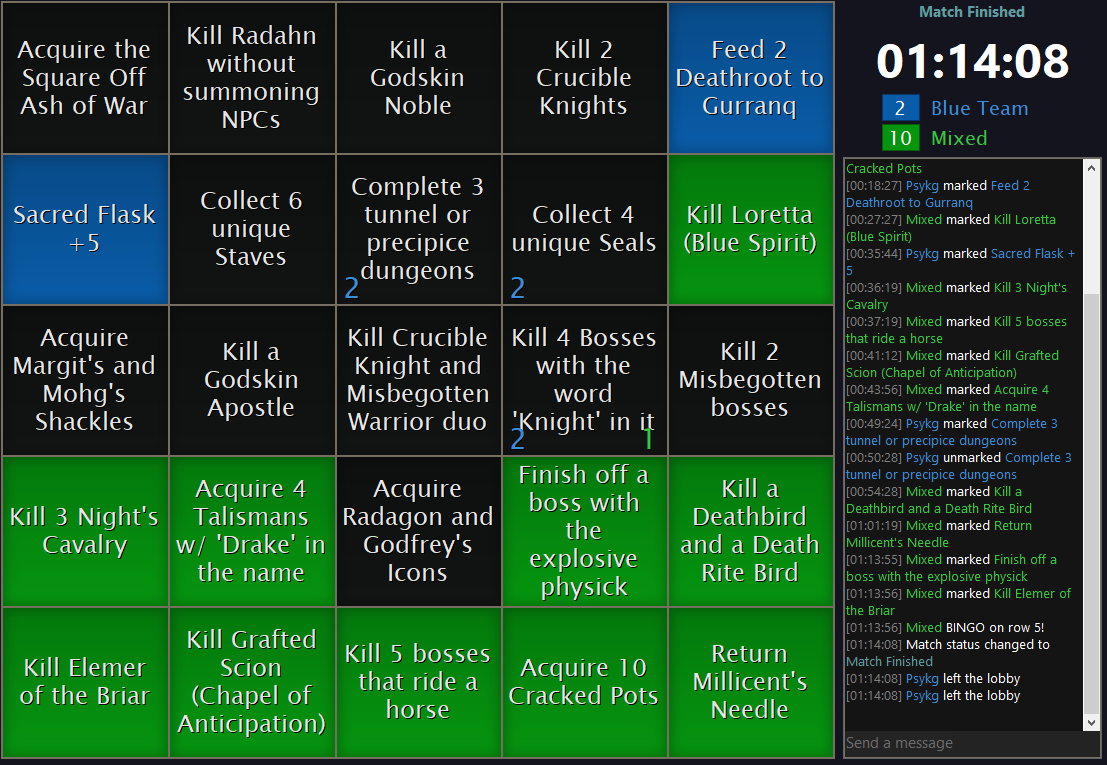 Acquire the
Square Off
Ash of War
Kill Radahn
without
summoning
NPCs
Kill a
Godskin
Noble
Kill 2
Crucible
Knights
Feed 2
Deathroot to
Gurranq
Sacred Flask
+5
Collect 6
unique
Staves
Complete 3
tunnel or
precipice
dungeons
2
Collect 4
unique Seals
2
Kill Loretta
(Blue Spirit)
Acquire
Margit's and
Mohg's
Shackles
Kill a
Godskin
Apostle
Kill Crucible
Knight and
Misbegotten
Warrior duo
Kill 4 Bosses
with the
word
'Knight' in it
2
1
Kill 2
Misbegotten
bosses
Kill 3 Night's
Cavalry
Acquire 4
Talismans
w/ 'Drake' in
the name
Acquire
Radagon and
Godfrey's
Icons
Finish off a
boss with
the
explosive
physick
Kill a
Deathbird
and a Death
Rite Bird
Kill Elemer
of the Briar
Kill Grafted
Scion
(Chapel of
Anticipation)
Kill 5 bosses
that ride a
horse
Acquire 10
Cracked Pots
Return
Millicent's
Needle
Match Finished
01:14:08
2 Blue Team
10 Mixed
Cracked Pots
[00:18:27] Psykg marked Feed 2
Deathroot to Gurranq
[00:27:27] Mixed marked Kill Loretta
(Blue Spirit)
[00:35:44] Psykg marked Sacred Flask +
5
[00:36:19] Mixed marked Kill 3 Night's
Cavalry
[00:37:19] Mixed marked Kill 5 bosses
that ride a horse
[00:41:12] Mixed marked Kill Grafted
Scion (Chapel of Anticipation)
[00:43:56] Mixed marked Acquire 4
Talismans w/ 'Drake' in the name
[00:49:24] Psykg marked Complete 3
tunnel or precipice dungeons
[00:50:28] Psykg unmarked Complete 3
tunnel or precipice dungeons
[00:54:28] Mixed marked Kill a
Deathbird and a Death Rite Bird
[01:01:19] Mixed marked Return
Millicent's Needle
[01:13:55] Mixed marked Finish off a
boss with the explosive physick
[01:13:56] Mixed marked Kill Elemer of
the Briar
[01:13:56] Mixed BINGO on row 5!
[01:14:08] Match status changed to
Match Finished
[01:14:08] Psykg left the lobby
[01:14:08] Psykg left the lobby
Send a message